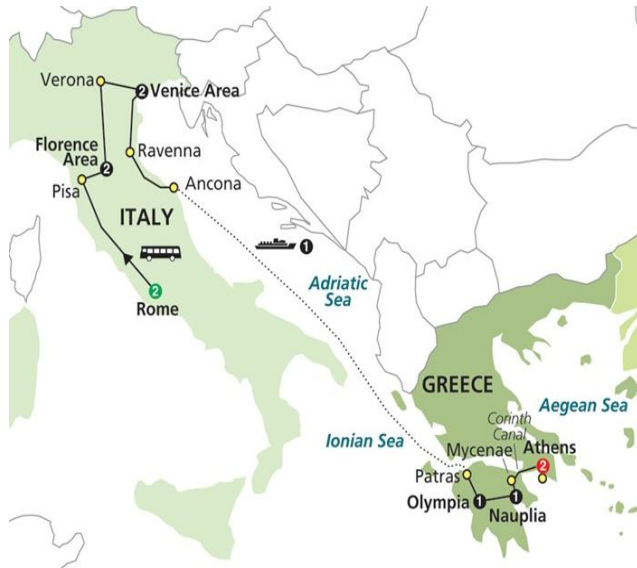 Verona
2 Venice Area
Florence
Area
2
Ravenna
Pisa
Ancona
ITALY
1
2
Rome
Adriatic
Sea
GREECE
Aegean Sea
Corinth
Canal
Ionian Sea
Mycenae
Athens
2
Patras
Olympia 1
1
Nauplia